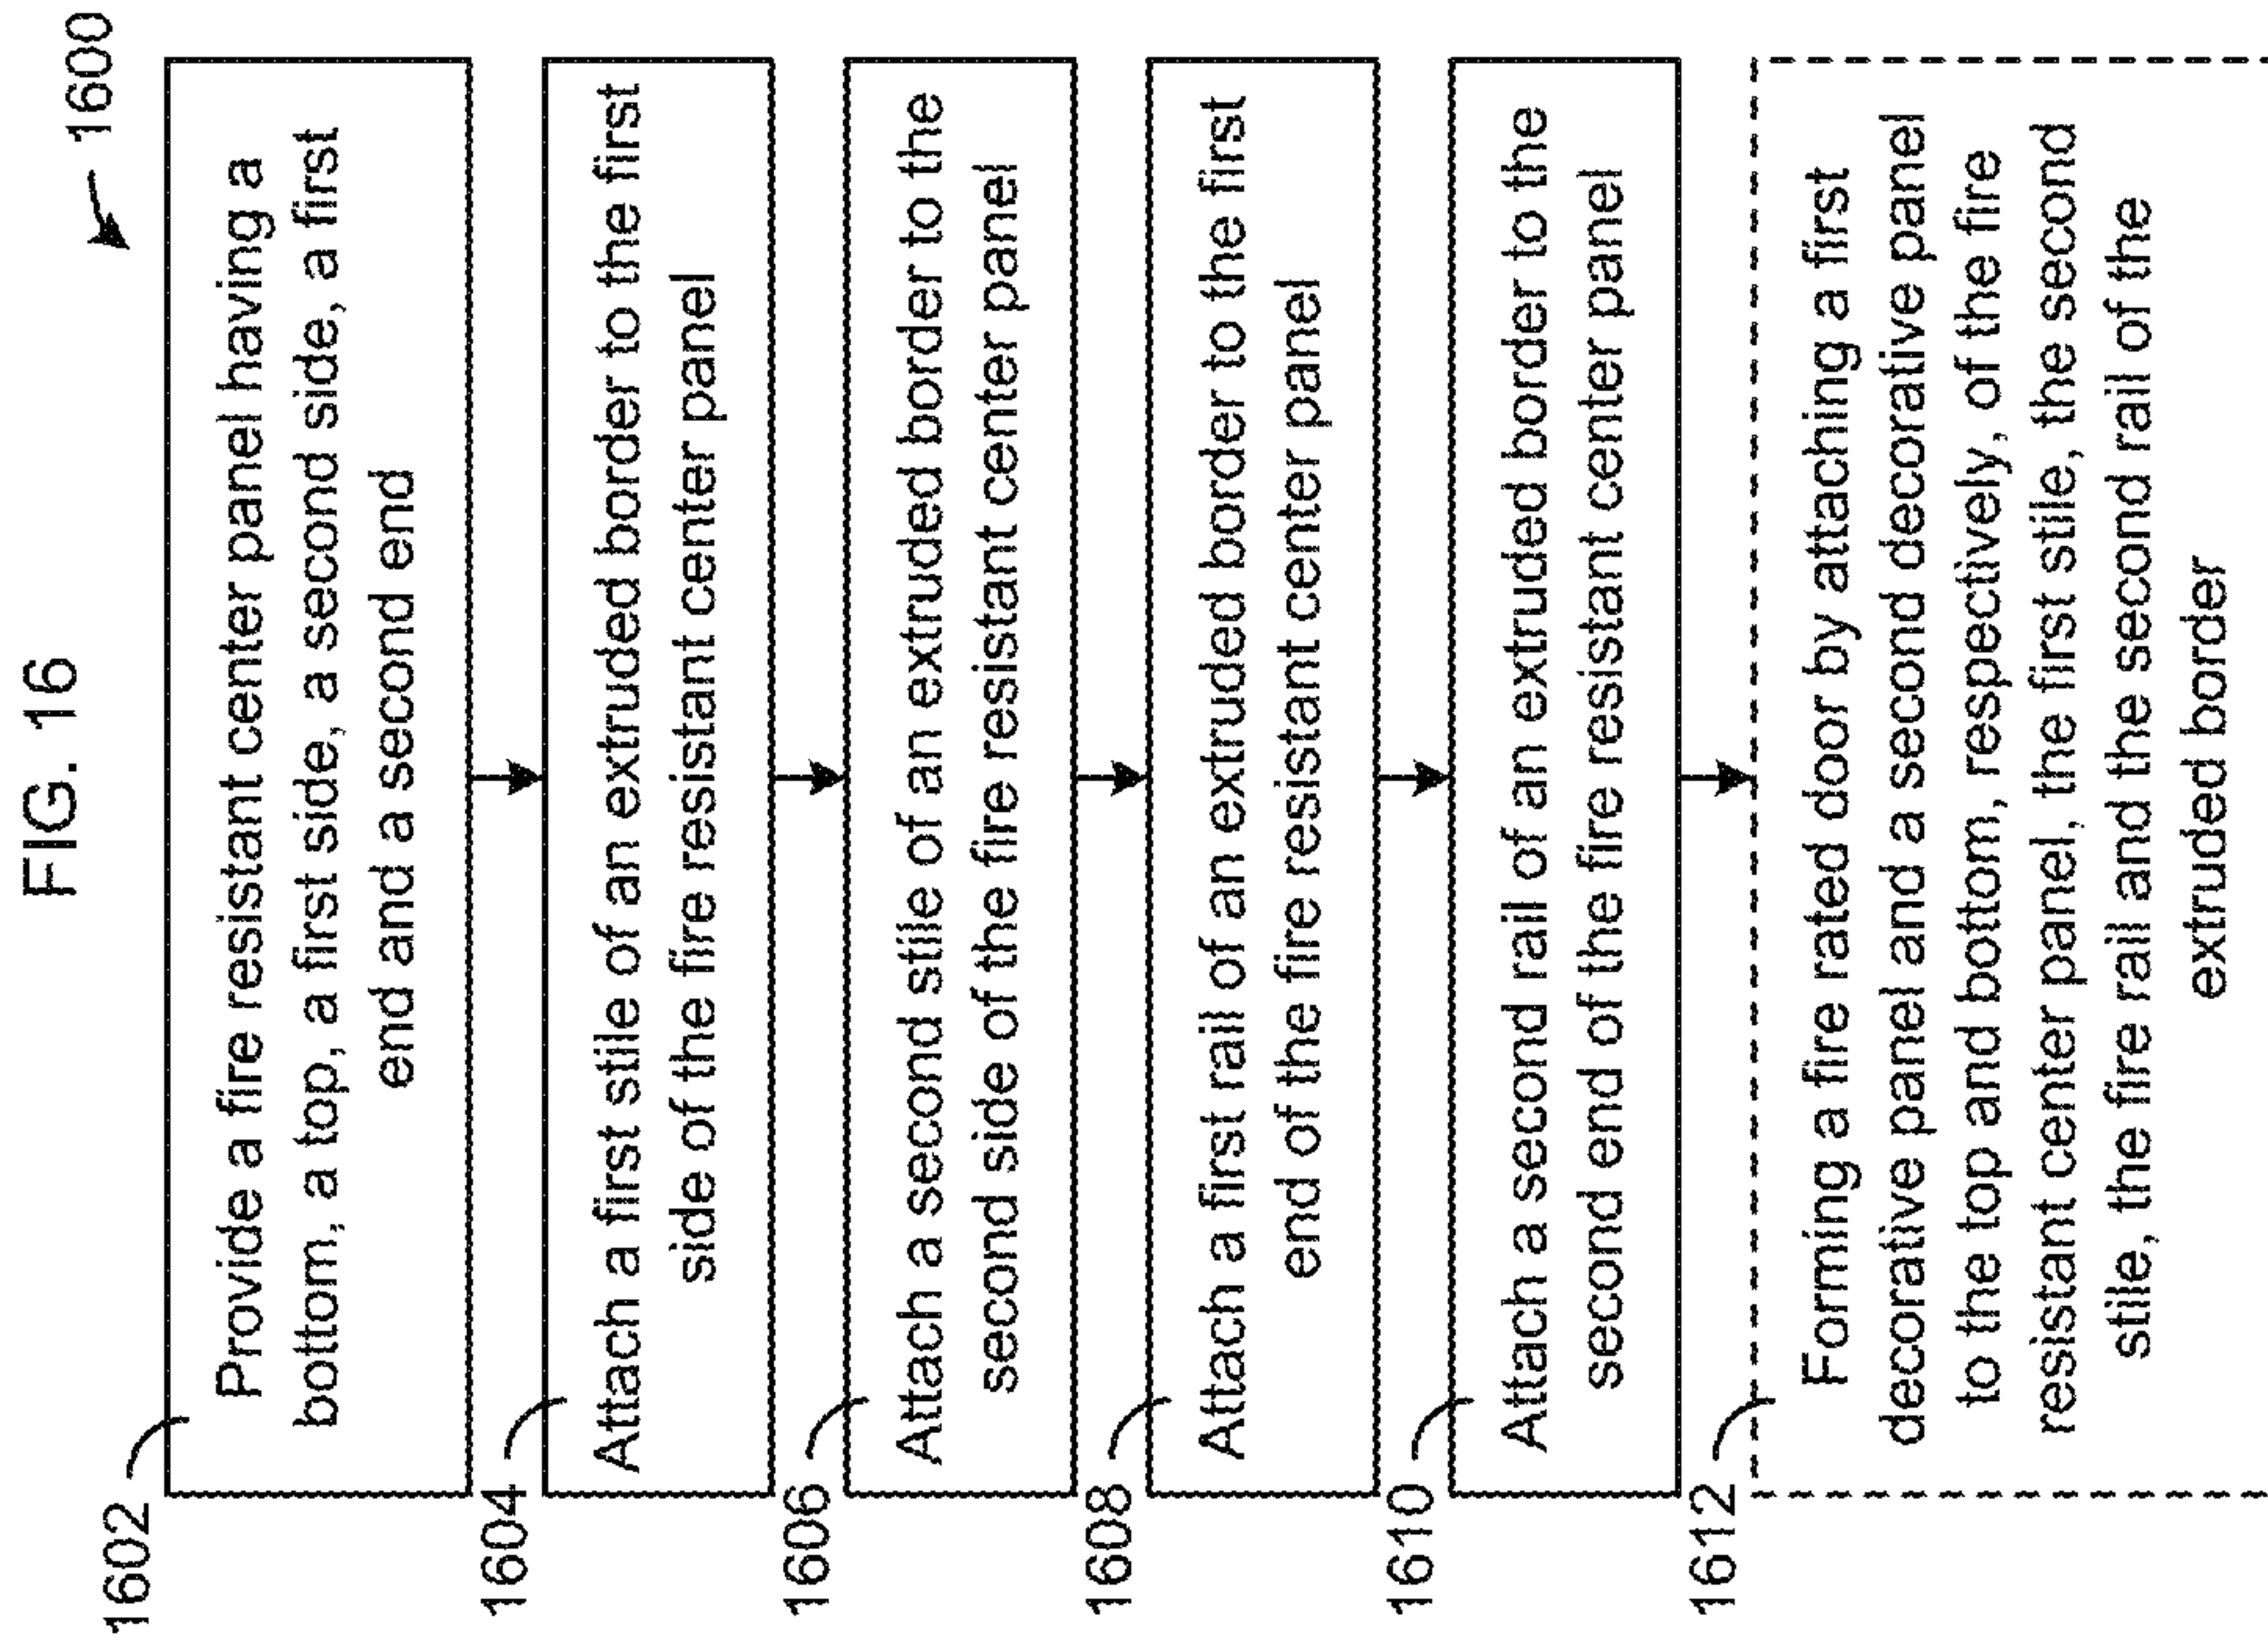 FIG. 16
1600
1602
Provide a fire resistant center panel having a
bottom, a top, a first side, a second side, a first
end and a second end
1604
Attach a first stile of an extruded border to the first
side of the fire resistant center panel
1606
Attach a second stile of an extruded border to the
second side of the fire resistant center panel
1608
Attach a first rail of an extruded border to the first
end of the fire resistant center panel
1610
Attach a second rail of an extruded border to the
second end of the fire resistant center panel
1612
Forming a fire rated door by attaching a first
decorative panel and a second decorative panel
to the top and bottom, respectively, of the fire
resistant center panel, the first stile, the second
stile, the fire rail and the second rail of the
extruded border